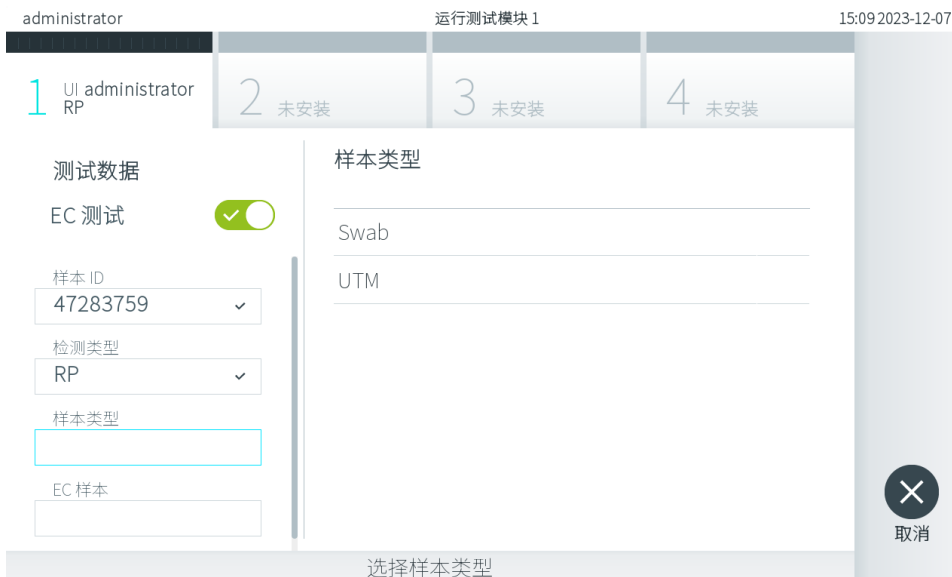 administrator
运行测试模块 1
15:09 2023-12-07
1 UI administrator
RP
2 未安装
3 未安装
4 未安装
测试数据
EC 测试
样本 ID
47283759
检测类型
RP
样本类型
EC 样本
样本类型
Swab
UTM
取消
选择样本类型